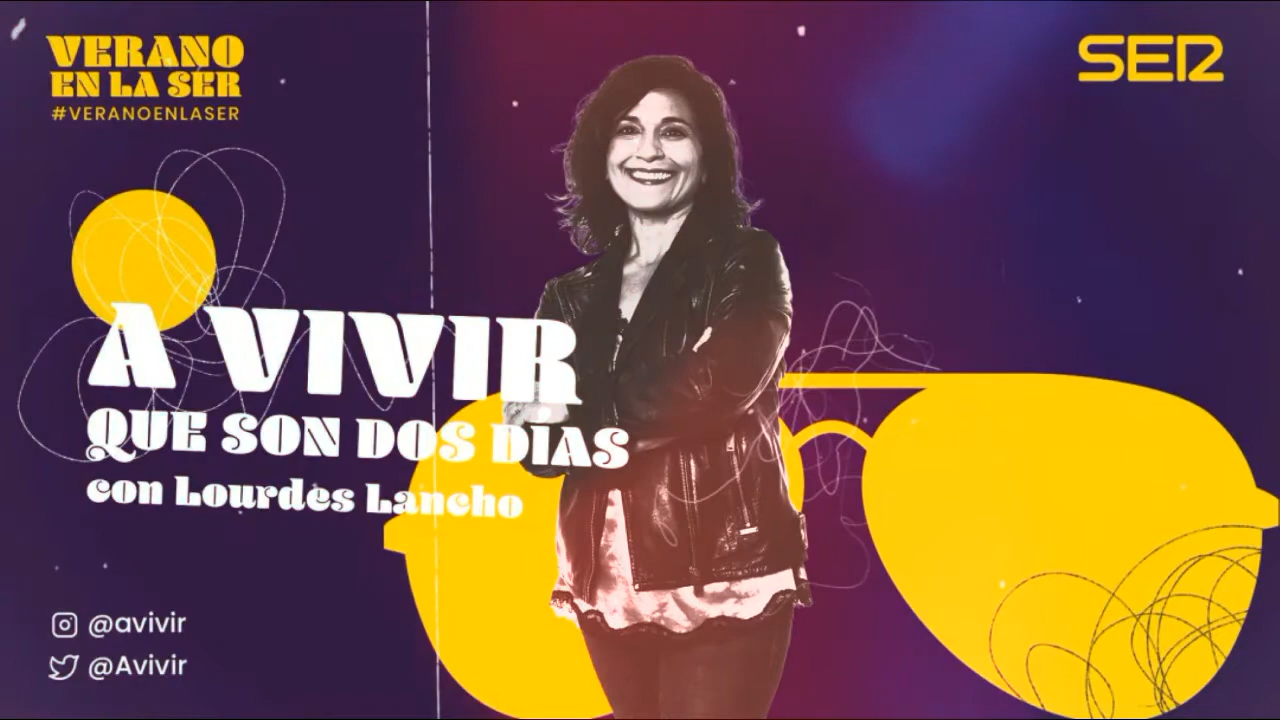 VERANO
EN LA SER
#VERANOENLASER
SER
A VIVIR
QUE SON DOS DÍAS
con Lourdes Lancho
@avivir
@Avivir